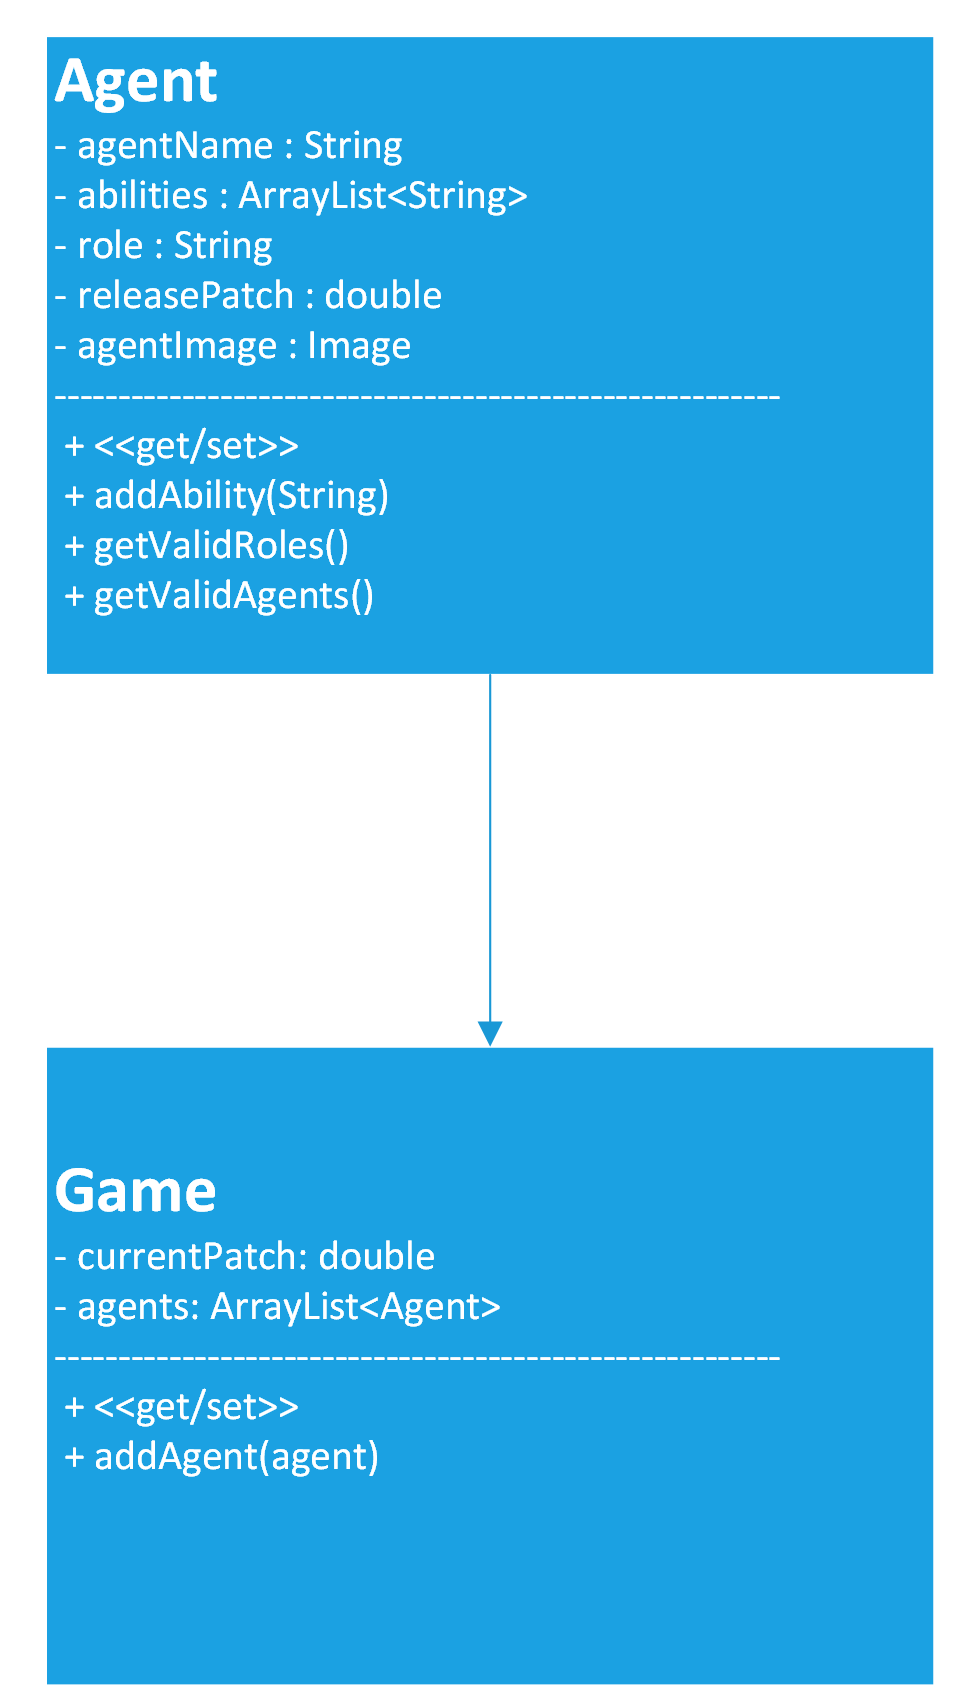 Agent
- agentName : String
- abilities : ArrayList<String>
- role : String
- releasePatch : double
- agentImage : Image
---------------------------------------------------------
+ <<get/set>>
+ addAbility(String)
+ getValidRoles()
+ getValidAgents()
Game
- currentPatch: double
- agents: ArrayList<Agent>
---------------------------------------------------------
+ <<get/set>>
+ addAgent(agent)